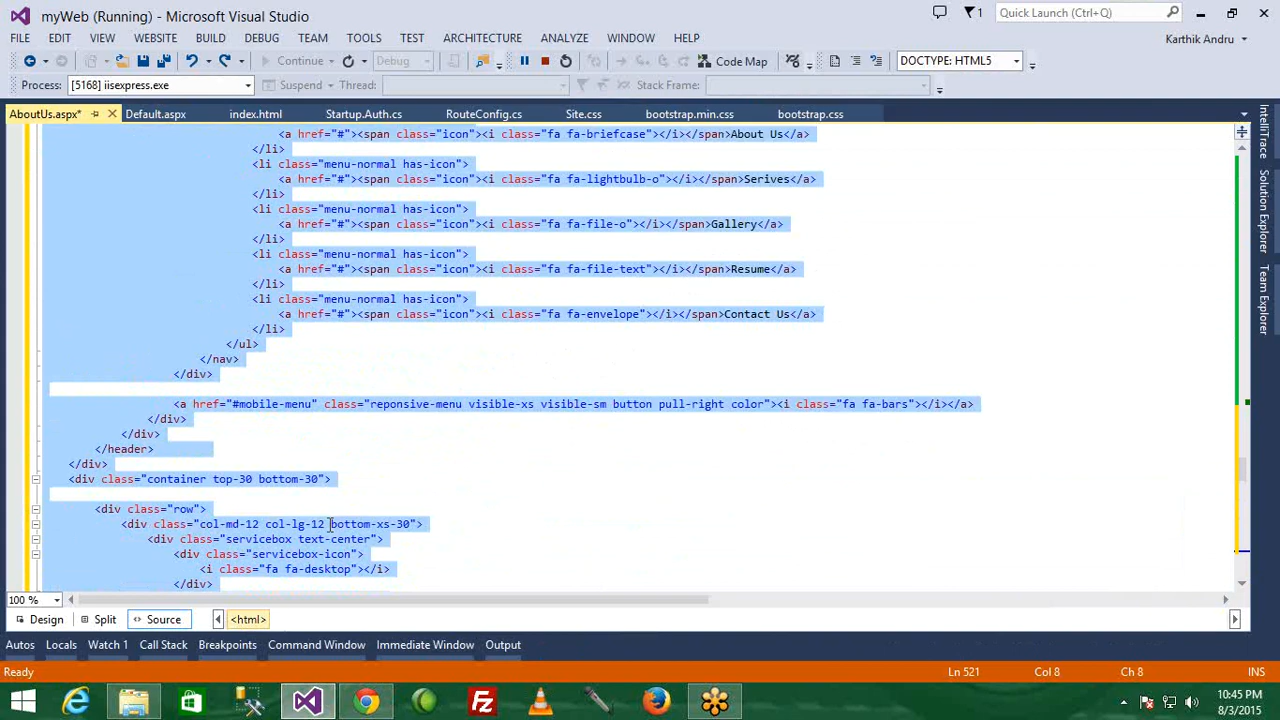 myWeb (Running) - Microsoft Visual Studio
1
Quick Launch (Ctrl+Q)
FILE EDIT VIEW WEBSITE BUILD DEBUG TEAM TOOLS TEST ARCHITECTURE ANALYZE WINDOW HELP
Karthik Andru
Continue
Debug
Code Map
DOCTYPE: HTML5
Process: [5168] iisexpress.exe
Suspend
Thread:
Stack Frame:
AboutUs.aspx* Default.aspx index.html Startup.Auth.cs RouteConfig.cs Site.css bootstrap.min.css bootstrap.css
<a href="#"><span class="icon"><i class="fa fa-briefcase"></i></span>About Us</a>
</li>
<li class="menu-normal has-icon">
<a href="#"><span class="icon"><i class="fa fa-lightbulb-o"></i></span>Serives</a>
</li>
<li class="menu-normal has-icon">
<a href="#"><span class="icon"><i class="fa fa-file-o"></i></span>Gallery</a>
</li>
<li class="menu-normal has-icon">
<a href="#"><span class="icon"><i class="fa fa-file-text"></i></span>Resume</a>
</li>
<li class="menu-normal has-icon">
<a href="#"><span class="icon"><i class="fa fa-envelope"></i></span>Contact Us</a>
</li>
</ul>
</nav>
</div>
<a href="#mobile-menu" class="reponsive-menu visible-xs visible-sm button pull-right color"><i class="fa fa-bars"></i></a>
</div>
</div>
</header>
</div>
<div class="container top-30 bottom-30">
<div class="row">
<div class="col-md-12 col-lg-12 bottom-xs-30">
<div class="servicebox text-center">
<div class="servicebox-icon">
<i class="fa fa-desktop"></i>
</div>
IntelliTrace
Solution Explorer
Team Explorer
100 %
Design Split Source <html>
Autos Locals Watch 1 Call Stack Breakpoints Command Window Immediate Window Output
Ready Ln 521 Col 8 Ch 8 INS
10:45 PM
8/3/2015